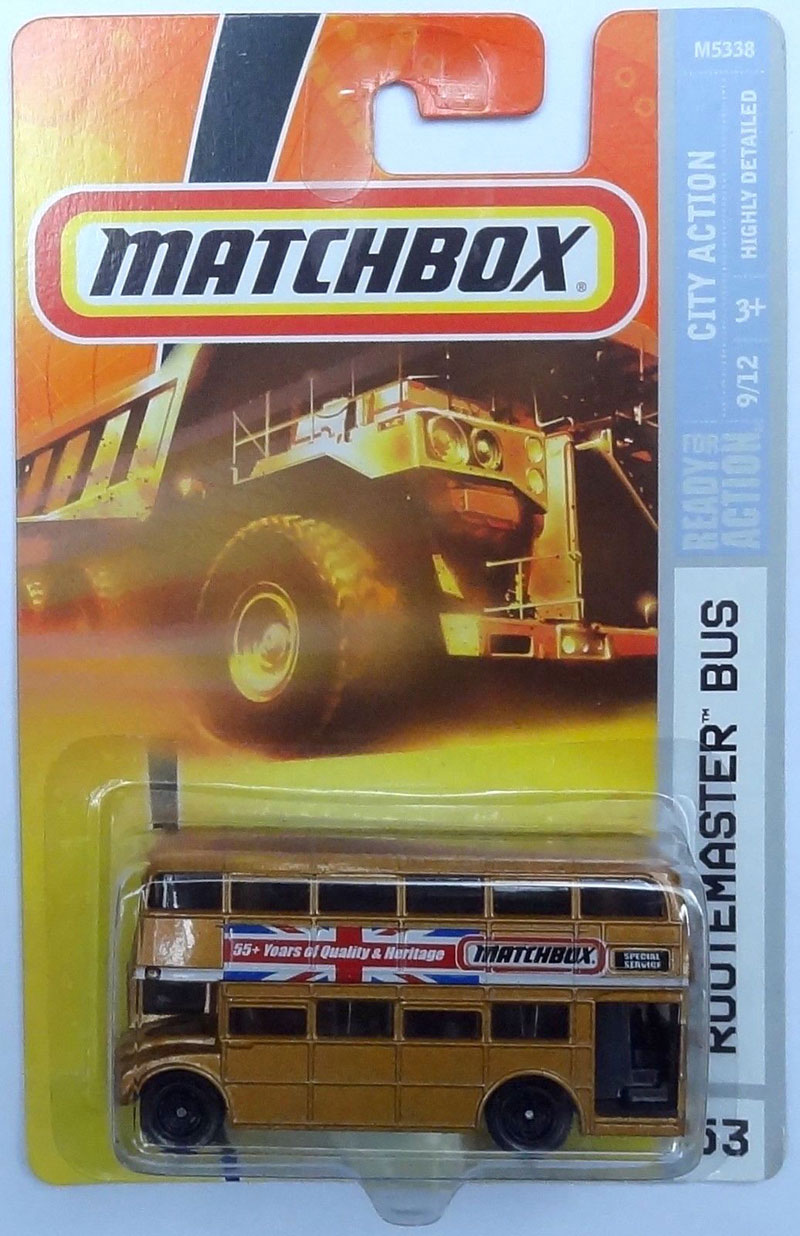 M5338
MATCHBOX®
CITY ACTION
HIGHLY DETAILED
3+
9/12
READY FOR
ACTION
ROUTEMASTER™ BUS
55+ Years of Quality & Heritage
MATCHBOX
SPECIAL
SERVICE